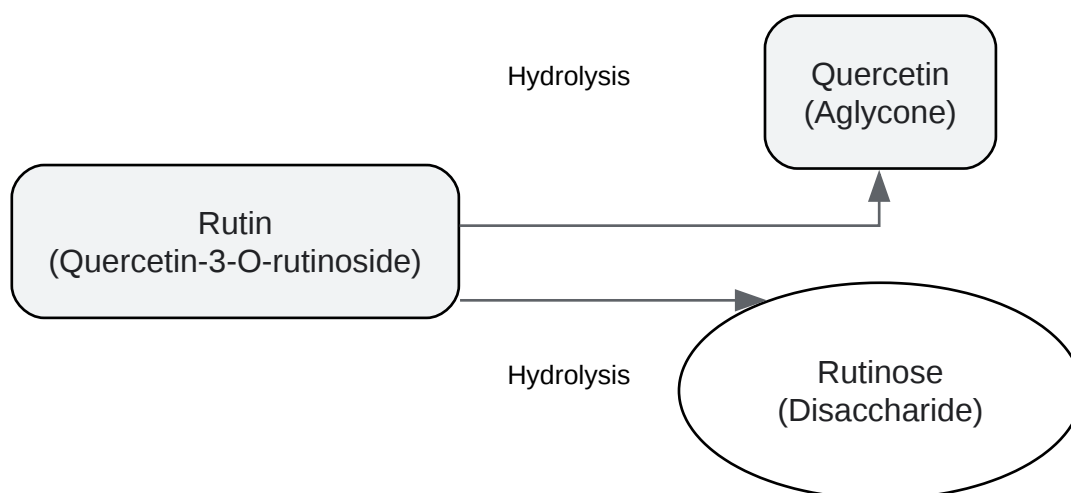 Hydrolysis
Quercetin
(Aglycone)
Rutin
(Quercetin-3-O-rutinoside)
Hydrolysis
Rutinose
(Disaccharide)